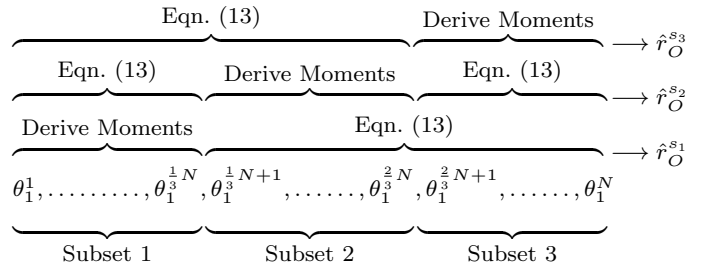 Eqn. (13) Derive Moments
⟶ r̂_O^{s_3}
Eqn. (13) Derive Moments Eqn. (13)
⟶ r̂_O^{s_2}
Derive Moments Eqn. (13)
⟶ r̂_O^{s_1}
θ_1^1, . . . . . . . . . , θ_1^{\frac{1}{3}N}, θ_1^{\frac{1}{3}N+1}, . . . . . . , θ_1^{\frac{2}{3}N}, θ_1^{\frac{2}{3}N+1}, . . . . . . , θ_1^N
Subset 1 Subset 2 Subset 3